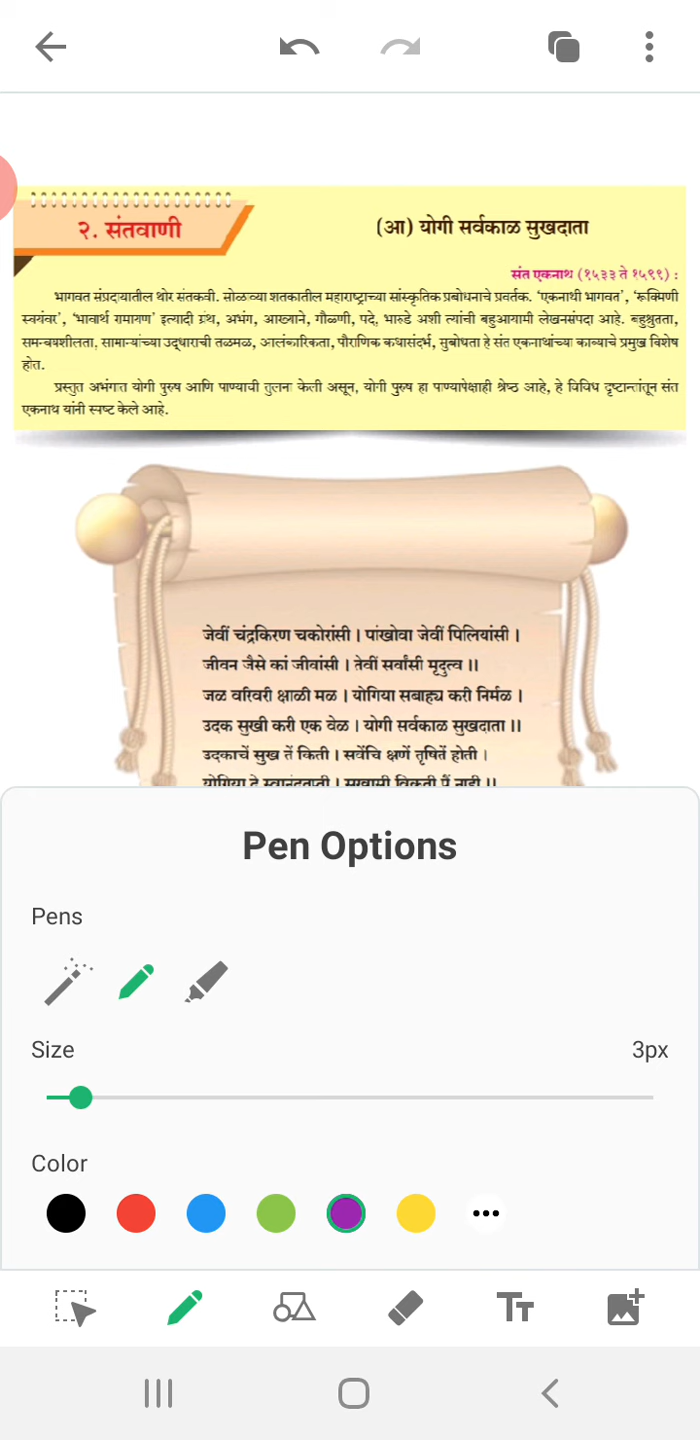 २. संतवाणी
(आ) योगी सर्वकाळ सुखदाता
संत एकनाथ (१५३३ ते १५९९) :
भागवत संप्रदायातील थोर संतकवी. सोळाव्या शतकातील महाराष्ट्राच्या सांस्कृतिक प्रबोधनाचे प्रवर्तक. ‘एकनाथी भागवत’, ‘रूक्मिणी
स्वयंवर’, ‘भावार्थ रामायण’ इत्यादी ग्रंथ, अभंग, आख्याने, गौळणी, पदे, भारुडे अशी त्यांची बहुआयामी लेखनसंपदा आहे. बहुश्रुतता,
समन्वयशीलता, सामान्यांच्या उद्धाराची तळमळ, आलंकारिकता, पौराणिक कथासंदर्भ, सुबोधता हे संत एकनाथांच्या काव्याचे प्रमुख विशेष
होत.
प्रस्तुत अभंगात योगी पुरुष आणि पाण्याची तुलना केली असून, योगी पुरुष हा पाण्यापेक्षाही श्रेष्ठ आहे, हे विविध दृष्टान्तांतून संत
एकनाथ यांनी स्पष्ट केले आहे.
जेवीं चंद्रकिरण चकोरांसी । पांखोवा जेवीं पिलियांसी ।
जीवन जैसे कां जीवांसी । तेवीं सर्वांसी मृदुत्व ।।
जळ वरिवरी क्षाळी मळ । योगिया सबाह्य करी निर्मळ ।
उदक सुखी करी एक वेळ । योगी सर्वकाळ सुखदाता ।।
उदकाचें सुख तें किती । सवेंचि क्षणें तृषितें होती ।
Pen Options
Pens
Size 3px
Color
TT